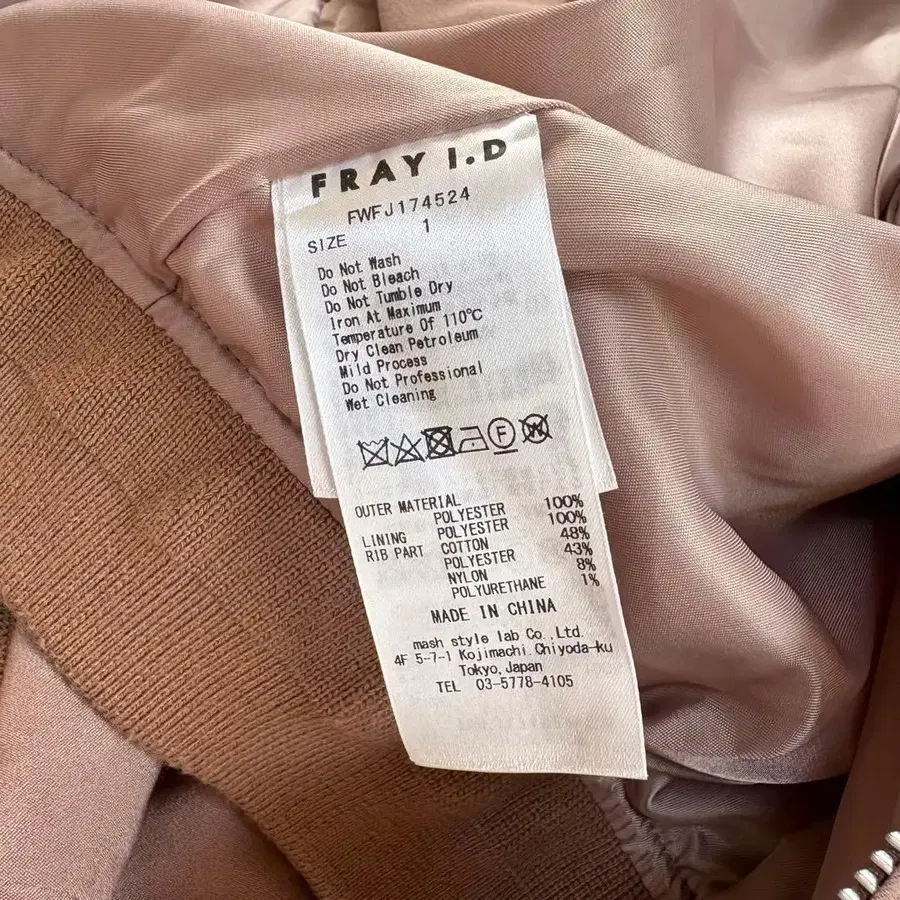 FRAY I.D
FWFJ174524
SIZE 1
Do Not Wash
Do Not Bleach
Do Not Tumble Dry
Iron At Maximum
Temperature Of 110℃
Dry Clean Petroleum
Mild Process
Do Not Professional
Wet Cleaning
F W
OUTER MATERIAL
POLYESTER 100%
LINING POLYESTER 100%
RIB PART COTTON 48%
POLYESTER 43%
NYLON 8%
POLYURETHANE 1%
MADE IN CHINA
mash style lab Co.,Ltd.
4F 5-7-1 Kojimachi.Chiyoda-ku
Tokyo,Japan
TEL 03-5778-4105